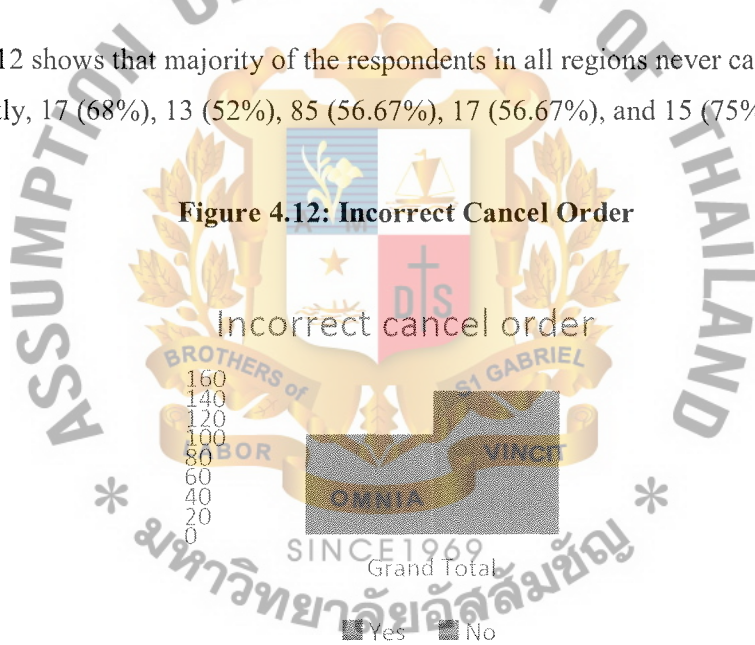 12 shows that majority of the respondents in all regions never ca
tly, 17 (68%), 13 (52%), 85 (56.67%), 17 (56.67%), and 15 (75%
Figure 4.12: Incorrect Cancel Order
Incorrect cancel order
160
140
120
100
80
60
40
20
0
Grand Total
Yes No
ASSUMPTION
OF THAILAND
A M
D S
BROTHERS of
ST GABRIEL
LABOR
OMNIA
VINCIT
SINCE1969
* มหาวิทยาลัยอัสสัมชัญ *